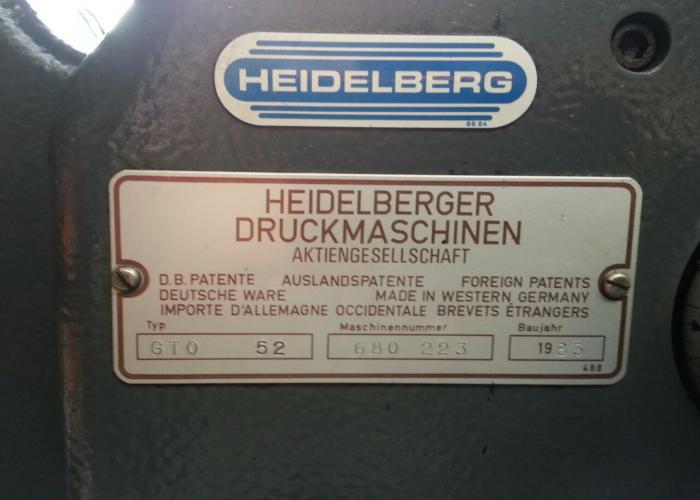 HEIDELBERG
66.64
HEIDELBERGER
DRUCKMASCHINEN
AKTIENGESELLSCHAFT
D.B. PATENTE AUSLANDSPATENTE FOREIGN PATENTS
DEUTSCHE WARE MADE IN WESTERN GERMANY
IMPORTE D'ALLEMAGNE OCCIDENTALE BREVETS ÉTRANGERS
Typ Maschinennummer Baujahr
GTO 52 680 223 1983
488